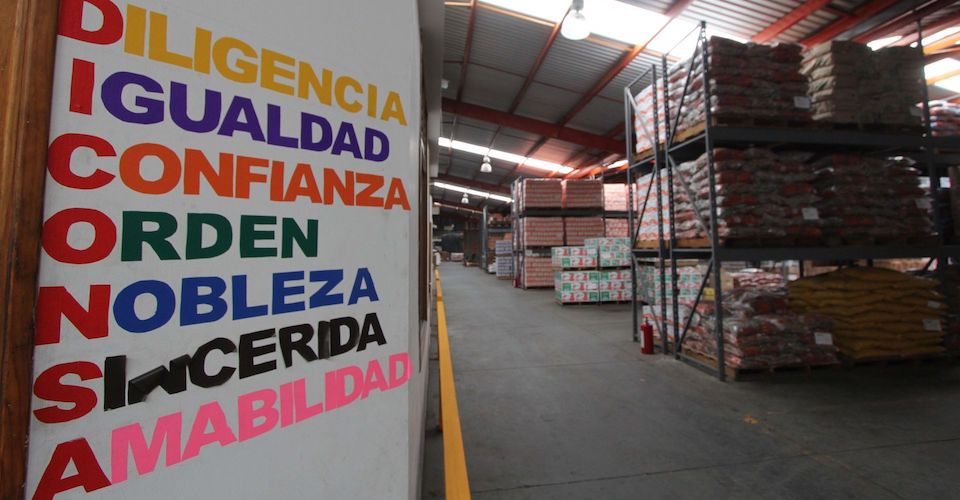 DILIGENCIA
IGUALDAD
CONFIANZA
ORDEN
NOBLEZA
SINCERIDA
AMABILIDAD